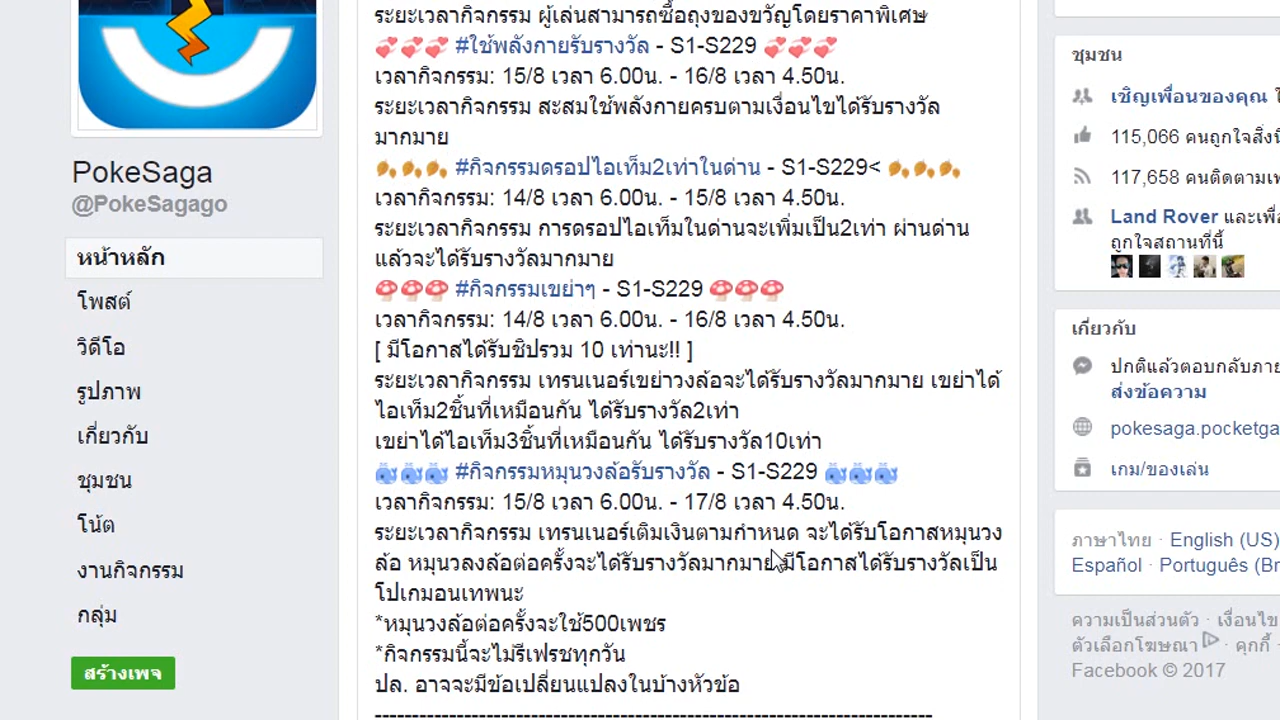 PokeSaga
@PokeSagago
หน้าหลัก
โพสต์
วิดีโอ
รูปภาพ
เกี่ยวกับ
ชุมชน
โน้ต
งานกิจกรรม
กลุ่ม
สร้างเพจ
ระยะเวลากิจกรรม ผู้เล่นสามารถซื้อถุงของขวัญโดยราคาพิเศษ
💞💞💞 #ใช้พลังกายรับรางวัล - S1-S229 💞💞💞
เวลากิจกรรม: 15/8 เวลา 6.00น. - 16/8 เวลา 4.50น.
ระยะเวลากิจกรรม สะสมใช้พลังกายครบตามเงื่อนไขได้รับรางวัล
มากมาย
🍂🍂🍂 #กิจกรรมดรอปไอเท็ม2เท่าในด่าน - S1-S229< 🍂🍂🍂
เวลากิจกรรม: 14/8 เวลา 6.00น. - 15/8 เวลา 4.50น.
ระยะเวลากิจกรรม การดรอปไอเท็มในด่านจะเพิ่มเป็น2เท่า ผ่านด่าน
แล้วจะได้รับรางวัลมากมาย
🍄🍄🍄 #กิจกรรมเขย่าๆ - S1-S229 🍄🍄🍄
เวลากิจกรรม: 14/8 เวลา 6.00น. - 16/8 เวลา 4.50น.
[ มีโอกาสได้รับชิปรวม 10 เท่านะ!! ]
ระยะเวลากิจกรรม เทรนเนอร์เขย่าวงล้อจะได้รับรางวัลมากมาย เขย่าได้
ไอเท็ม2ชิ้นที่เหมือนกัน ได้รับรางวัล2เท่า
เขย่าได้ไอเท็ม3ชิ้นที่เหมือนกัน ได้รับรางวัล10เท่า
🐳🐳🐳 #กิจกรรมหมุนวงล้อรับรางวัล - S1-S229 🐳🐳🐳
เวลากิจกรรม: 15/8 เวลา 6.00น. - 17/8 เวลา 4.50น.
ระยะเวลากิจกรรม เทรนเนอร์เติมเงินตามกำหนด จะได้รับโอกาสหมุนวง
ล้อ หมุนวลงล้อต่อครั้งจะได้รับรางวัลมากมาย มีโอกาสได้รับรางวัลเป็น
โปเกมอนเทพนะ
*หมุนวงล้อต่อครั้งจะใช้500เพชร
*กิจกรรมนี้จะไม่รีเฟรชทุกวัน
ปล. อาจจะมีข้อเปลี่ยนแปลงในบ้างหัวข้อ
---------------------------------------------------------------------------
ชุมชน
เชิญเพื่อนของคุณ
115,066 คนถูกใจสิ่งนี้
117,658 คนติดตาม
Land Rover และเพื่อ
ถูกใจสถานที่นี้
เกี่ยวกับ
ปกติแล้วตอบกลับภาย
ส่งข้อความ
pokesaga.pocketga
เกม/ของเล่น
ภาษาไทย · English (US)
Español · Português (Br
ความเป็นส่วนตัว · เงื่อนไข
ตัวเลือกโฆษณา · คุกกี้ ·
Facebook © 2017